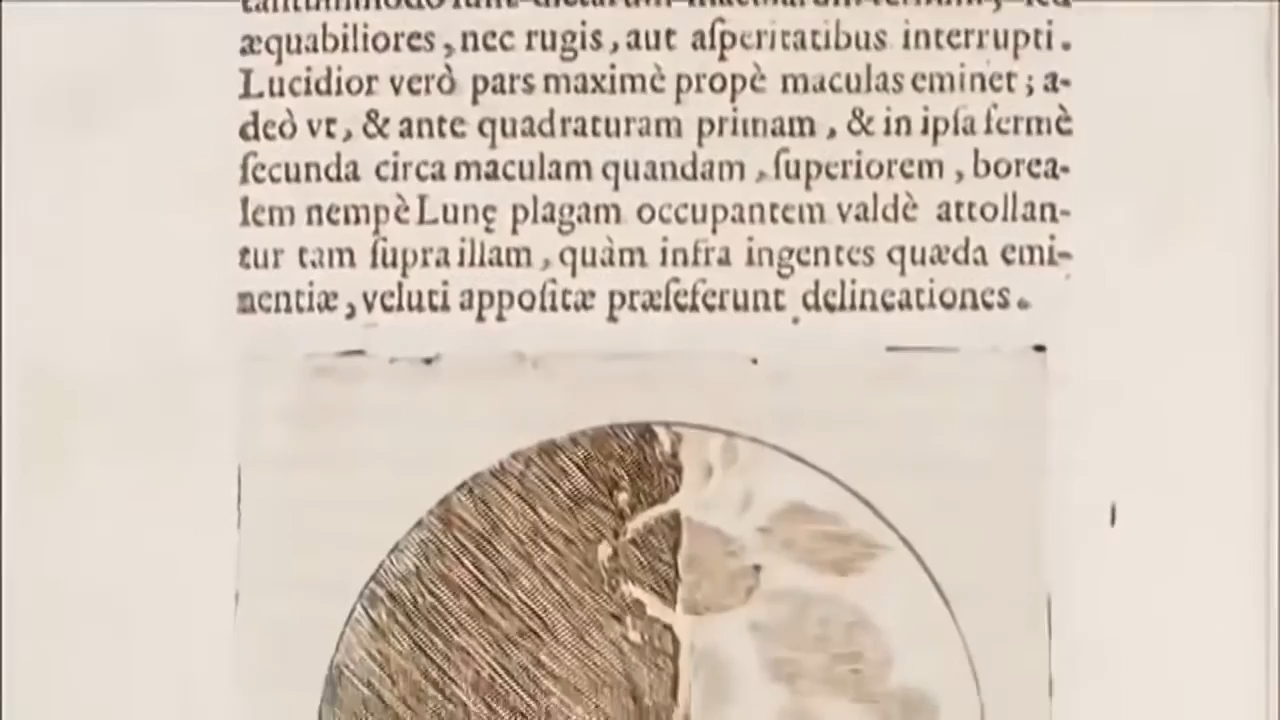 æquabiliores, nec rugis, aut aſperitatibus interrupti.
Lucidior verò pars maximè propè maculas eminet; a-
deò vt, & ante quadraturam primam, & in ipſa fermè
ſecunda circa maculam quandam, ſuperiorem, borea-
lem nempè Lunę plagam occupantem valdè attollan-
tur tam ſupra illam, quàm infra ingentes quæda emi-
nentiæ, veluti appoſitæ præſeferunt delineationes.